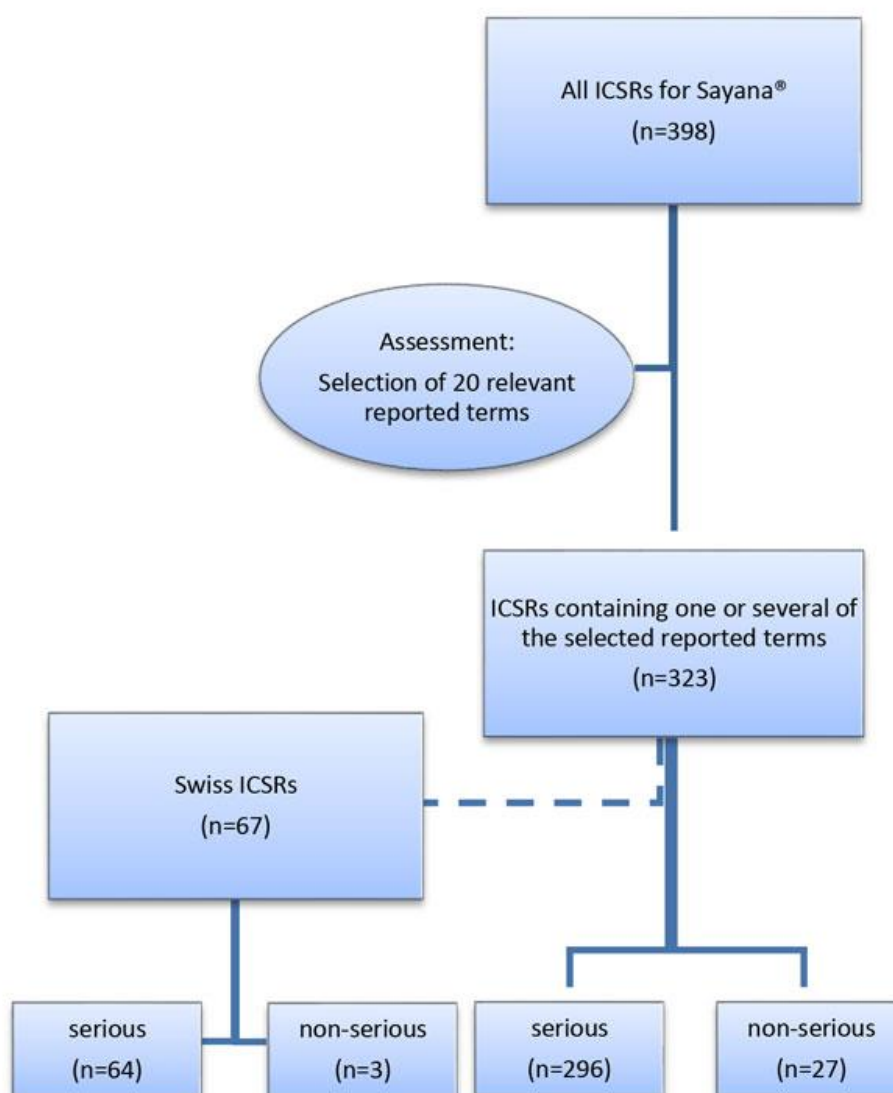 All ICSRs for Sayana®
(n=398)
Assessment:
Selection of 20 relevant
reported terms
ICSRs containing one or several of
the selected reported terms
(n=323)
Swiss ICSRs
(n=67)
serious
(n=64)
non-serious
(n=3)
serious
(n=296)
non-serious
(n=27)